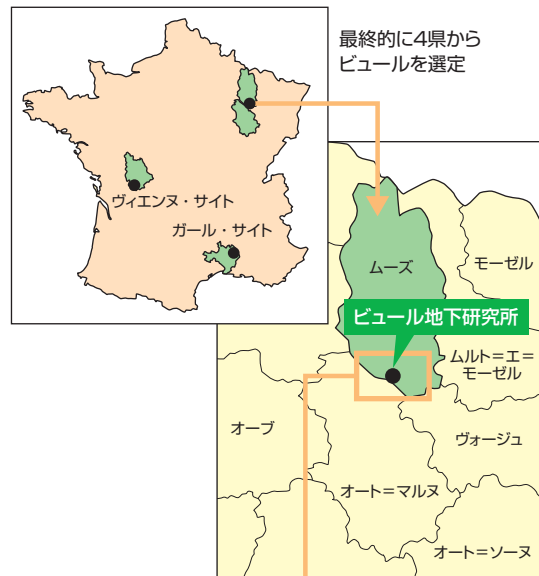 最終的に4県から
ビュールを選定
ヴィエンヌ・サイト
ガール・サイト
ムーズ
モーゼル
ビュール地下研究所
ムルト＝エ＝
モーゼル
オーブ
ヴォージュ
オート＝マルヌ
オート＝ソーヌ